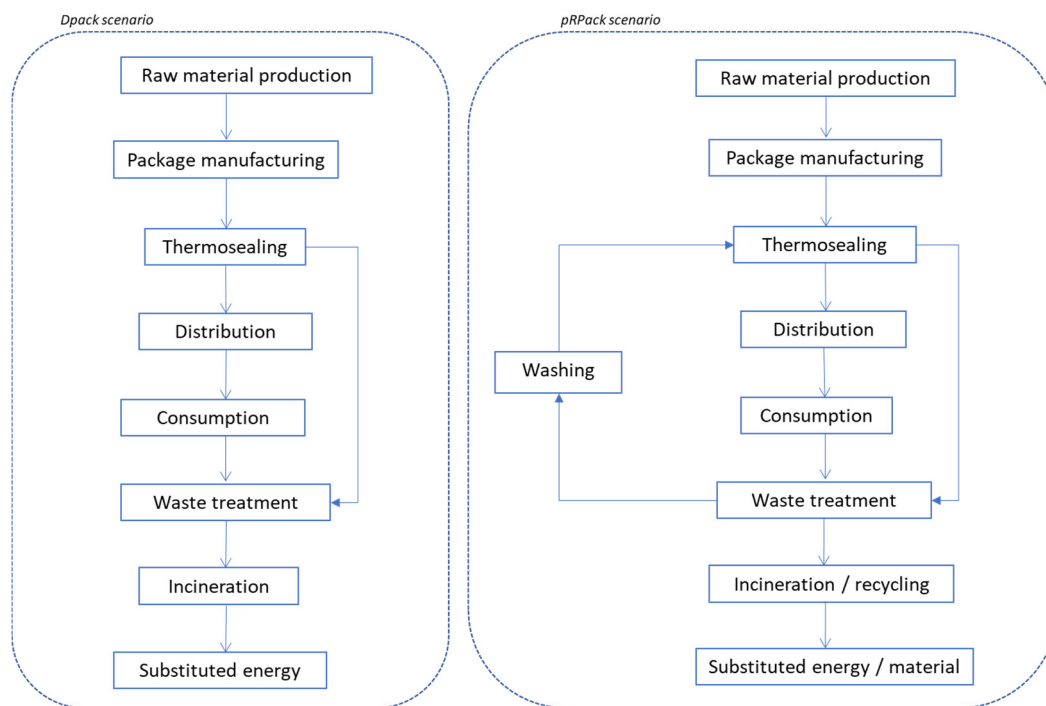 Dpack scenario
Raw material production
Package manufacturing
Thermosealing
Distribution
Consumption
Waste treatment
Incineration
Substituted energy
pRPack scenario
Raw material production
Package manufacturing
Thermosealing
Distribution
Washing
Consumption
Waste treatment
Incineration / recycling
Substituted energy / material